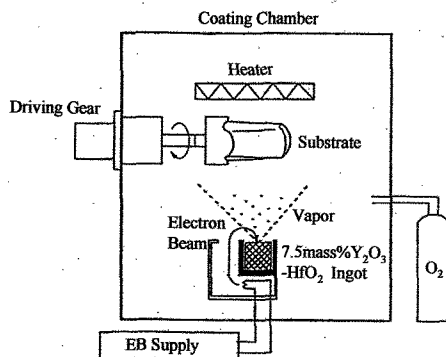 Coating Chamber
Heater
Driving Gear
Substrate
Electron
Beam
Vapor
7.5mass%Y₂O₃
-HfO₂ Ingot
O₂
EB Supply